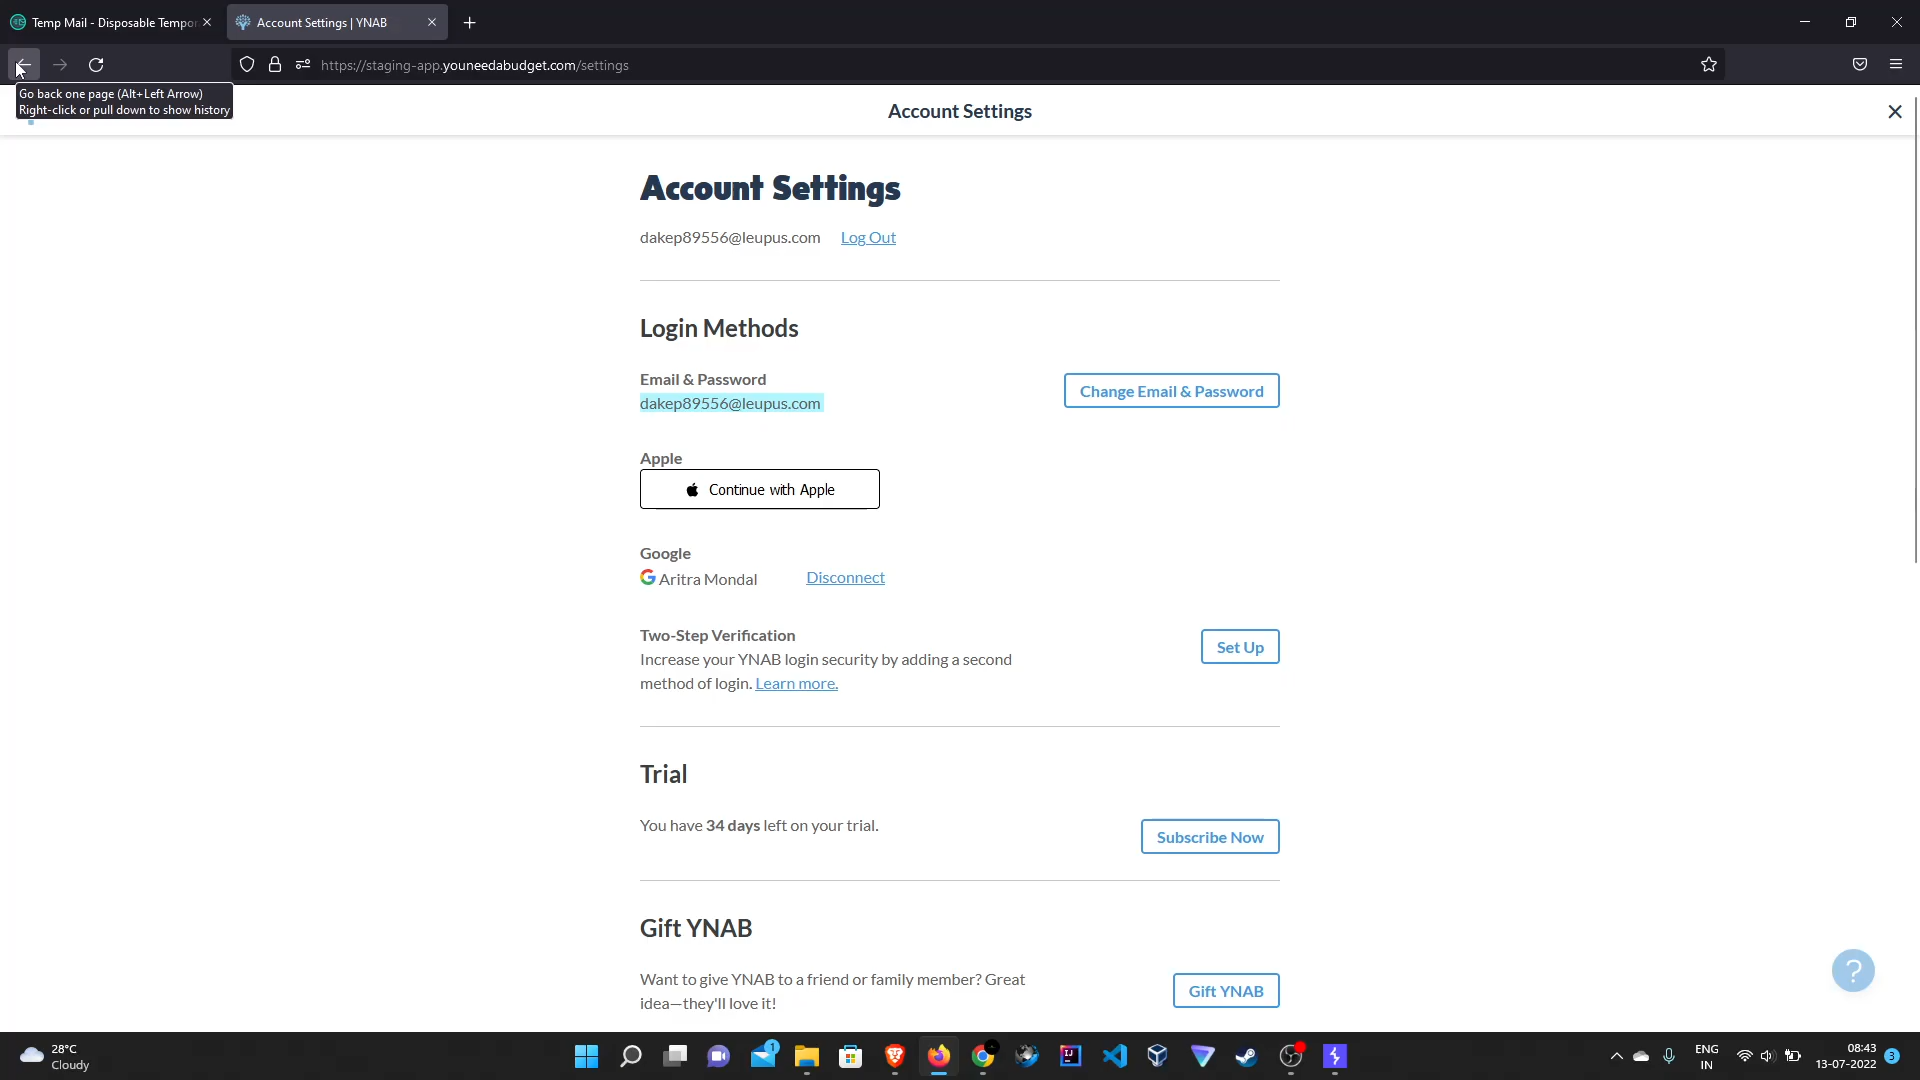 Temp Mail - Disposable Tempor
Account Settings | YNAB
https://staging-app.youneedabudget.com/settings
Go back one page (Alt+Left Arrow)
Right-click or pull down to show history
Account Settings
Account Settings
dakep89556@leupus.com Log Out
Login Methods
Email & Password
dakep89556@leupus.com
Change Email & Password
Apple
Continue with Apple
Google
Aritra Mondal Disconnect
Two-Step Verification
Increase your YNAB login security by adding a second
method of login. Learn more.
Set Up
Trial
You have 34 days left on your trial.
Subscribe Now
Gift YNAB
Want to give YNAB to a friend or family member? Great
idea—they'll love it!
Gift YNAB
?
28°C
Cloudy
1
ENG
IN
08:43
13-07-2022
3